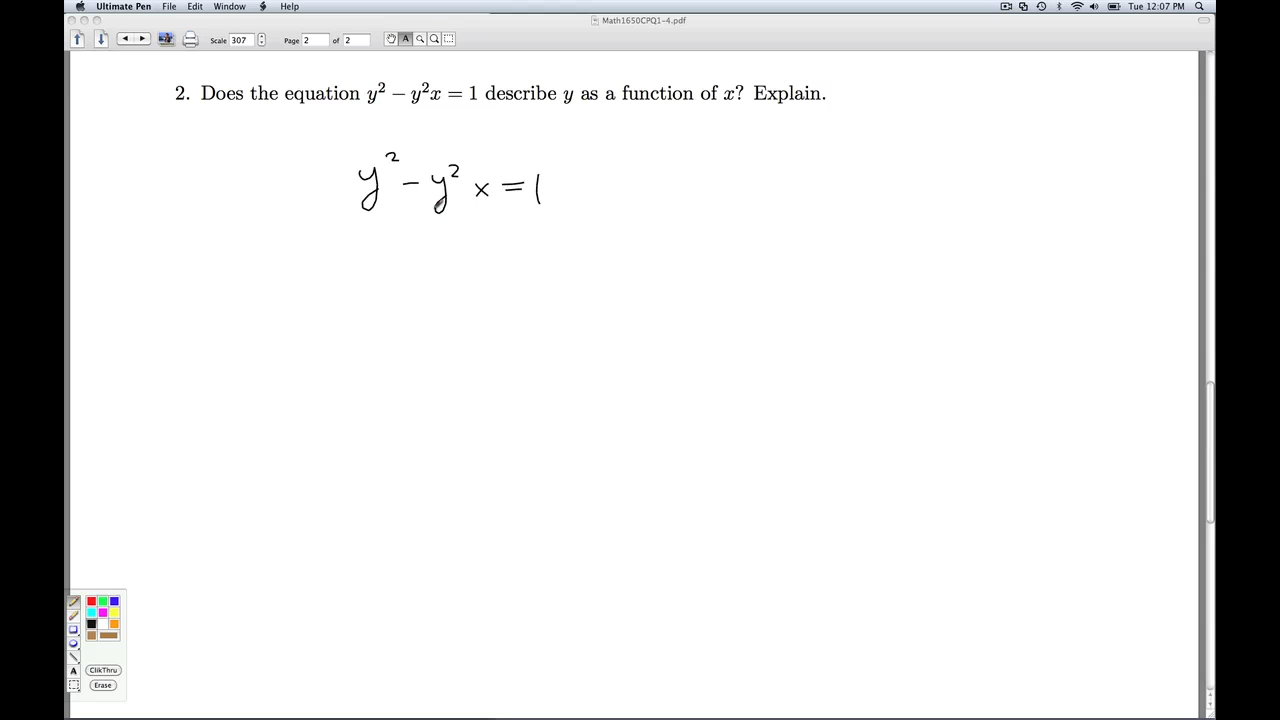 Ultimate Pen File Edit Window Help Tue 12:07 PM
Math1650CPQ1-4.pdf
Scale 307 Page 2 of 2 A
2. Does the equation y² − y²x = 1 describe y as a function of x? Explain.
y² − y² x = 1
A
ClikThru
Erase